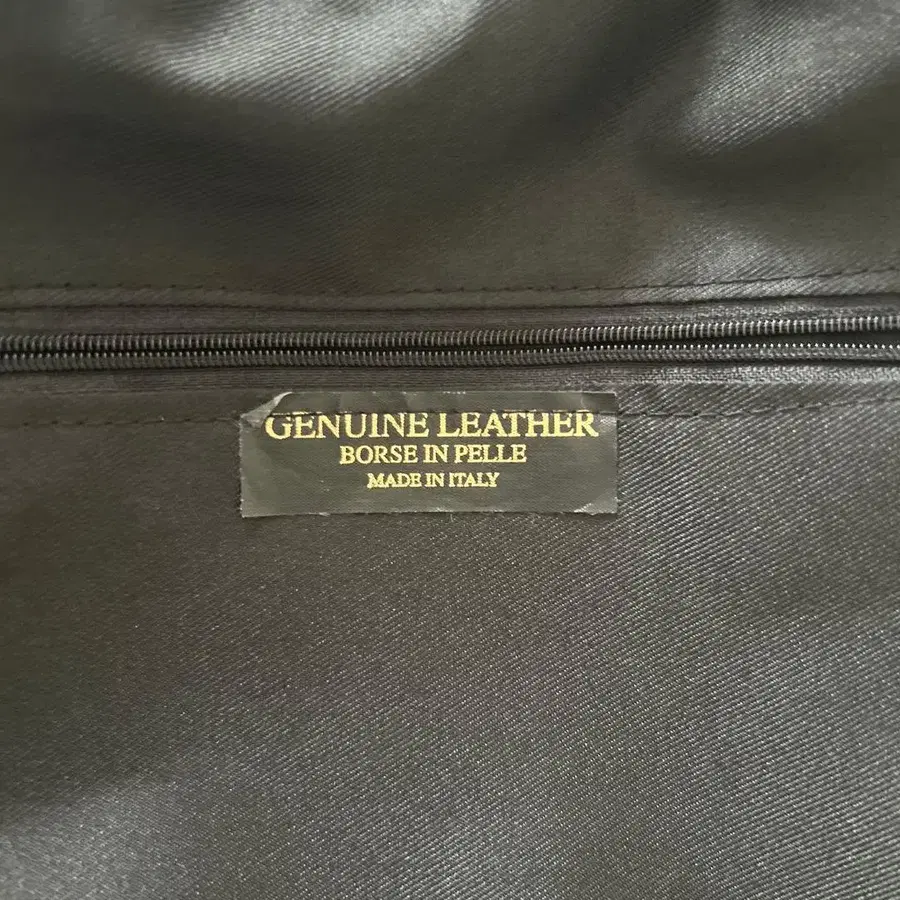 GENUINE LEATHER
BORSE IN PELLE
MADE IN ITALY